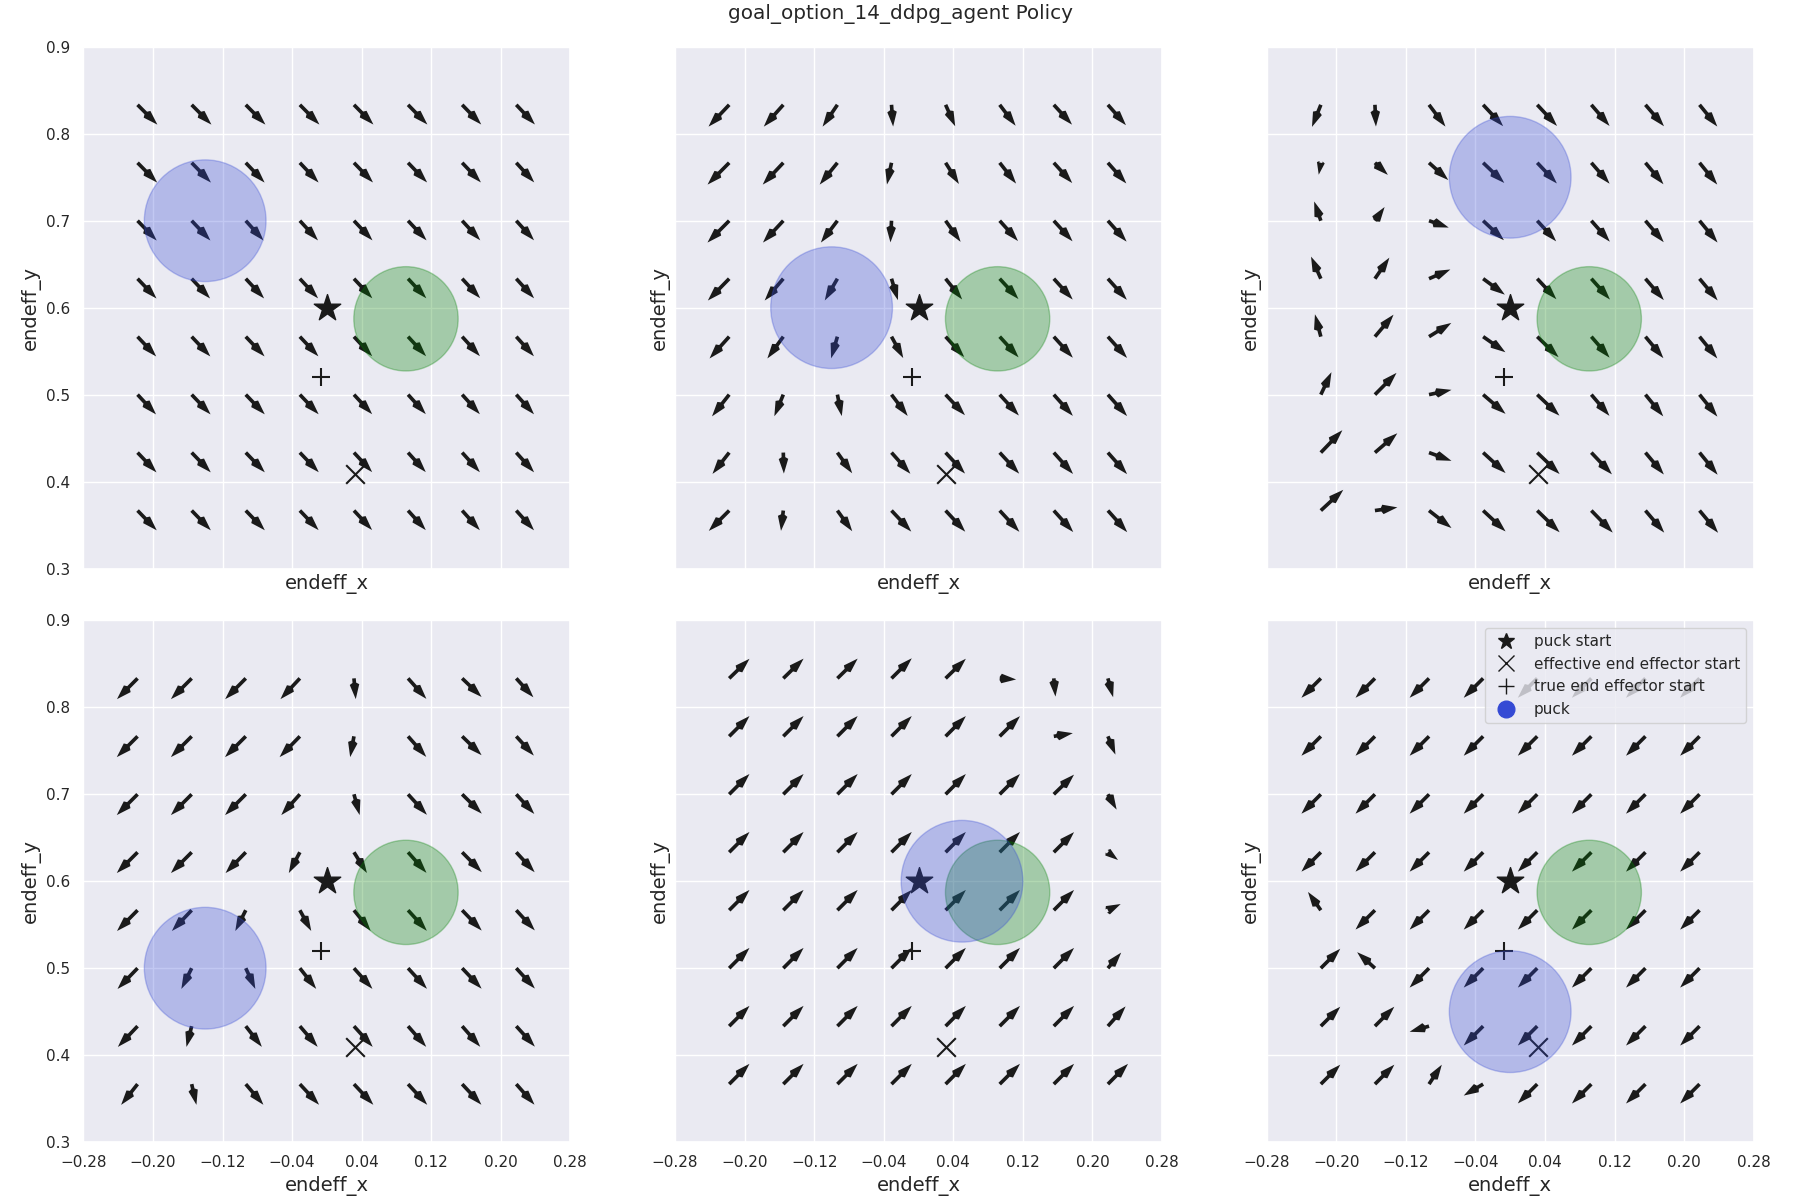 goal_option_14_ddpg_agent Policy
0.9
0.8
0.7
0.6
0.5
0.4
0.3
endeff_y
endeff_x
endeff_y
endeff_x
endeff_y
endeff_x
0.9
0.8
0.7
0.6
0.5
0.4
0.3
endeff_y
−0.28 −0.20 −0.12 −0.04 0.04 0.12 0.20 0.28
endeff_x
endeff_y
−0.28 −0.20 −0.12 −0.04 0.04 0.12 0.20 0.28
endeff_x
puck start
effective end effector start
true end effector start
puck
endeff_y
−0.28 −0.20 −0.12 −0.04 0.04 0.12 0.20 0.28
endeff_x